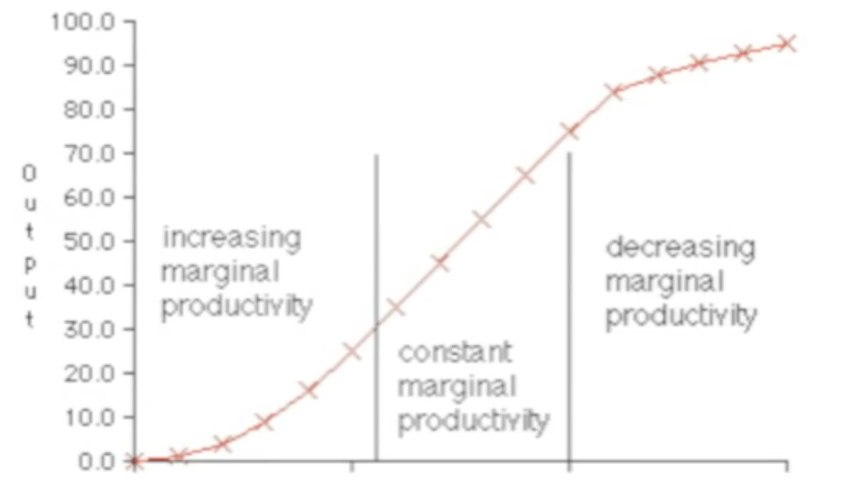 100.0
90.0
80.0
70.0
60.0
50.0
40.0
30.0
20.0
10.0
0.0
Output
increasing
marginal
productivity
constant
marginal
productivity
decreasing
marginal
productivity